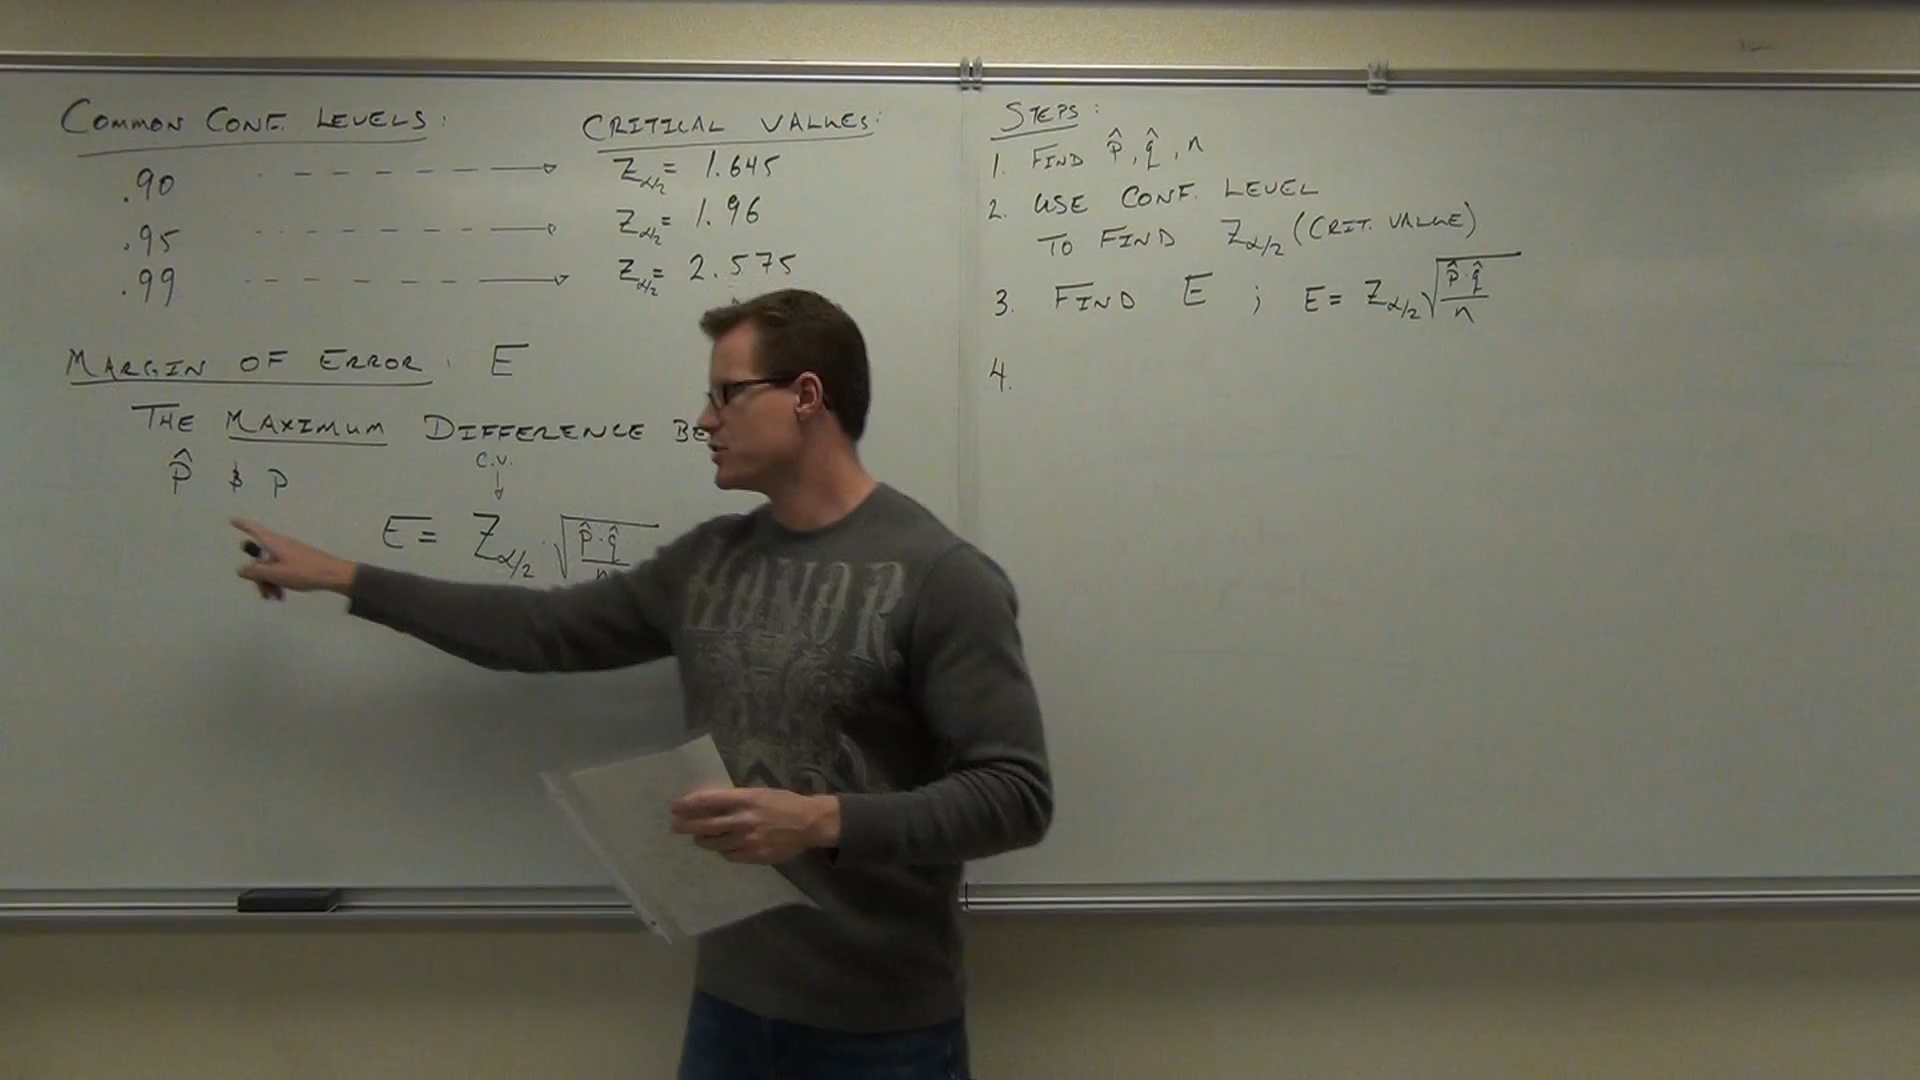 COMMON CONF. LEVELS:
.90
.95
.99
CRITICAL VALUES:
Zα/2 = 1.645
Zα/2 = 1.96
Zα/2 = 2.575
MARGIN OF ERROR: E
THE MAXIMUM DIFFERENCE BE
p̂ & p
C.V.
E = Zα/2 · √(p̂·q̂/n)
STEPS:
1. FIND p̂, q̂, n
2. USE CONF. LEVEL
TO FIND Zα/2 (CRIT. VALUE)
3. FIND E ; E = Zα/2 √(p̂·q̂/n)
4.
HONOR